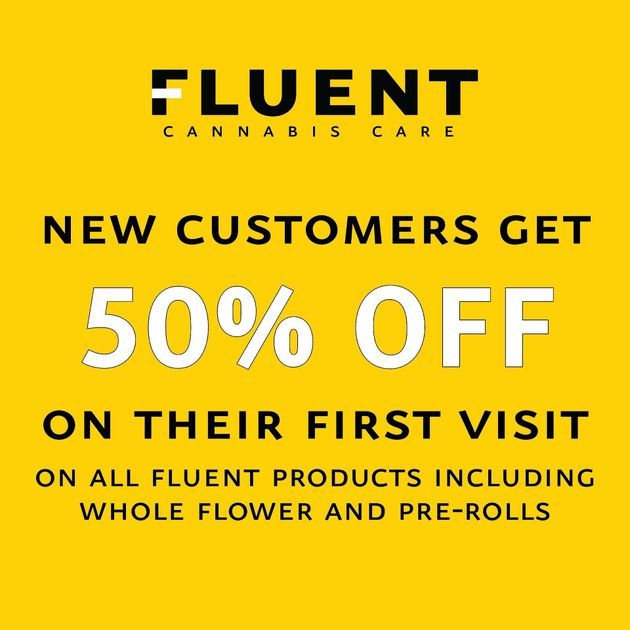 FLUENT
CANNABIS CARE
NEW CUSTOMERS GET
50% OFF
ON THEIR FIRST VISIT
ON ALL FLUENT PRODUCTS INCLUDING
WHOLE FLOWER AND PRE-ROLLS